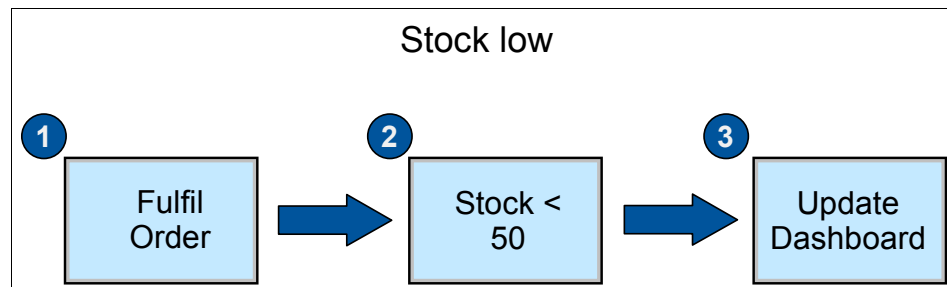 Stock low
1
2
3
Fulfil
Order
Stock <
50
Update
Dashboard